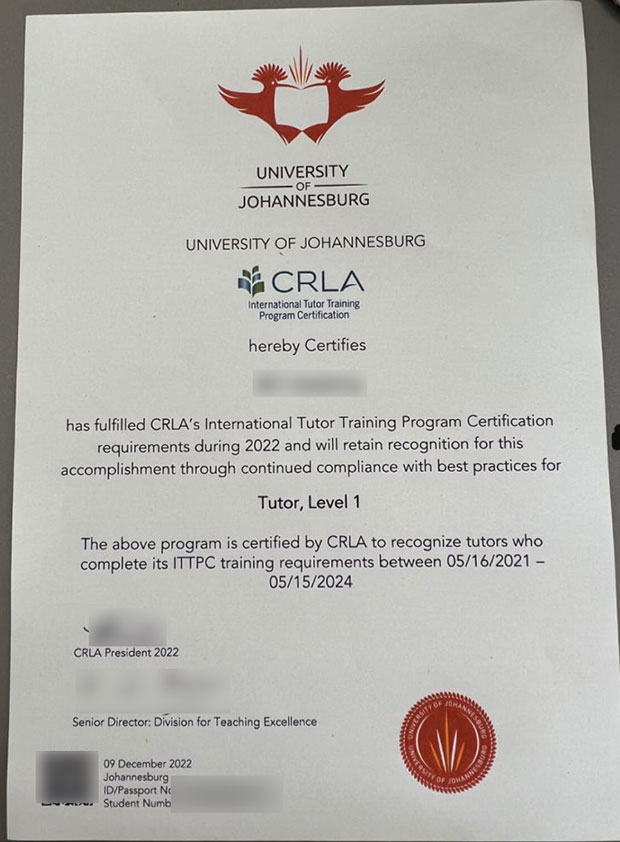 UNIVERSITY
OF
JOHANNESBURG
UNIVERSITY OF JOHANNESBURG
CRLA
International Tutor Training
Program Certification
hereby Certifies
has fulfilled CRLA's International Tutor Training Program Certification
requirements during 2022 and will retain recognition for this
accomplishment through continued compliance with best practices for
Tutor, Level 1
The above program is certified by CRLA to recognize tutors who
complete its ITTPC training requirements between 05/16/2021 –
05/15/2024
CRLA President 2022
Senior Director: Division for Teaching Excellence
UNIVERSITY OF JOHANNESBURG
UNIVERSITY OF JOHANNESBURG
09 December 2022
Johannesburg
ID/Passport
Student